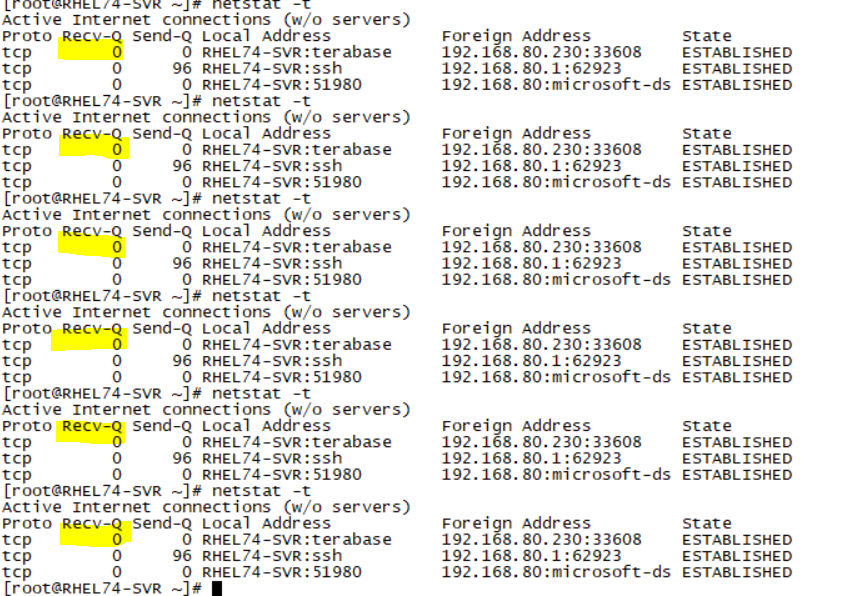 [root@RHEL74-SVR ~]# netstat -t
Active Internet connections (w/o servers)
Proto Recv-Q Send-Q Local Address           Foreign Address         State
tcp        0      0 RHEL74-SVR:terabase     192.168.80.230:33608    ESTABLISHED
tcp        0     96 RHEL74-SVR:ssh          192.168.80.1:62923      ESTABLISHED
tcp        0      0 RHEL74-SVR:51980        192.168.80:microsoft-ds ESTABLISHED
[root@RHEL74-SVR ~]# netstat -t
Active Internet connections (w/o servers)
Proto Recv-Q Send-Q Local Address           Foreign Address         State
tcp        0      0 RHEL74-SVR:terabase     192.168.80.230:33608    ESTABLISHED
tcp        0     96 RHEL74-SVR:ssh          192.168.80.1:62923      ESTABLISHED
tcp        0      0 RHEL74-SVR:51980        192.168.80:microsoft-ds ESTABLISHED
[root@RHEL74-SVR ~]# netstat -t
Active Internet connections (w/o servers)
Proto Recv-Q Send-Q Local Address           Foreign Address         State
tcp        0      0 RHEL74-SVR:terabase     192.168.80.230:33608    ESTABLISHED
tcp        0     96 RHEL74-SVR:ssh          192.168.80.1:62923      ESTABLISHED
tcp        0      0 RHEL74-SVR:51980        192.168.80:microsoft-ds ESTABLISHED
[root@RHEL74-SVR ~]# netstat -t
Active Internet connections (w/o servers)
Proto Recv-Q Send-Q Local Address           Foreign Address         State
tcp        0      0 RHEL74-SVR:terabase     192.168.80.230:33608    ESTABLISHED
tcp        0     96 RHEL74-SVR:ssh          192.168.80.1:62923      ESTABLISHED
tcp        0      0 RHEL74-SVR:51980        192.168.80:microsoft-ds ESTABLISHED
[root@RHEL74-SVR ~]# netstat -t
Active Internet connections (w/o servers)
Proto Recv-Q Send-Q Local Address           Foreign Address         State
tcp        0      0 RHEL74-SVR:terabase     192.168.80.230:33608    ESTABLISHED
tcp        0     96 RHEL74-SVR:ssh          192.168.80.1:62923      ESTABLISHED
tcp        0      0 RHEL74-SVR:51980        192.168.80:microsoft-ds ESTABLISHED
[root@RHEL74-SVR ~]# netstat -t
Active Internet connections (w/o servers)
Proto Recv-Q Send-Q Local Address           Foreign Address         State
tcp        0      0 RHEL74-SVR:terabase     192.168.80.230:33608    ESTABLISHED
tcp        0     96 RHEL74-SVR:ssh          192.168.80.1:62923      ESTABLISHED
tcp        0      0 RHEL74-SVR:51980        192.168.80:microsoft-ds ESTABLISHED
[root@RHEL74-SVR ~]#